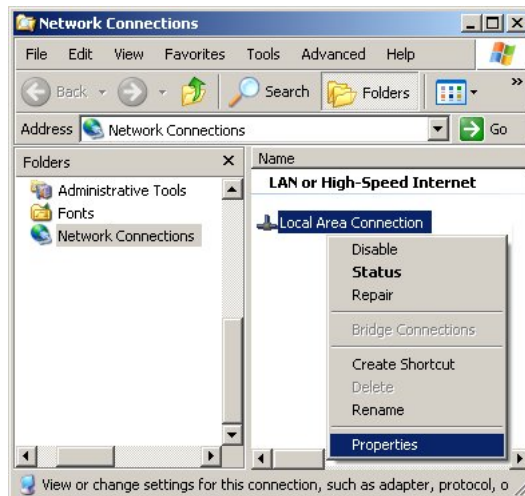 Network Connections
File Edit View Favorites Tools Advanced Help
Back Search Folders »
Address Network Connections Go
Folders x Name
Administrative Tools
Fonts
Network Connections
LAN or High-Speed Internet
Local Area Connection
Disable
Status
Repair
Bridge Connections
Create Shortcut
Delete
Rename
Properties
View or change settings for this connection, such as adapter, protocol, o